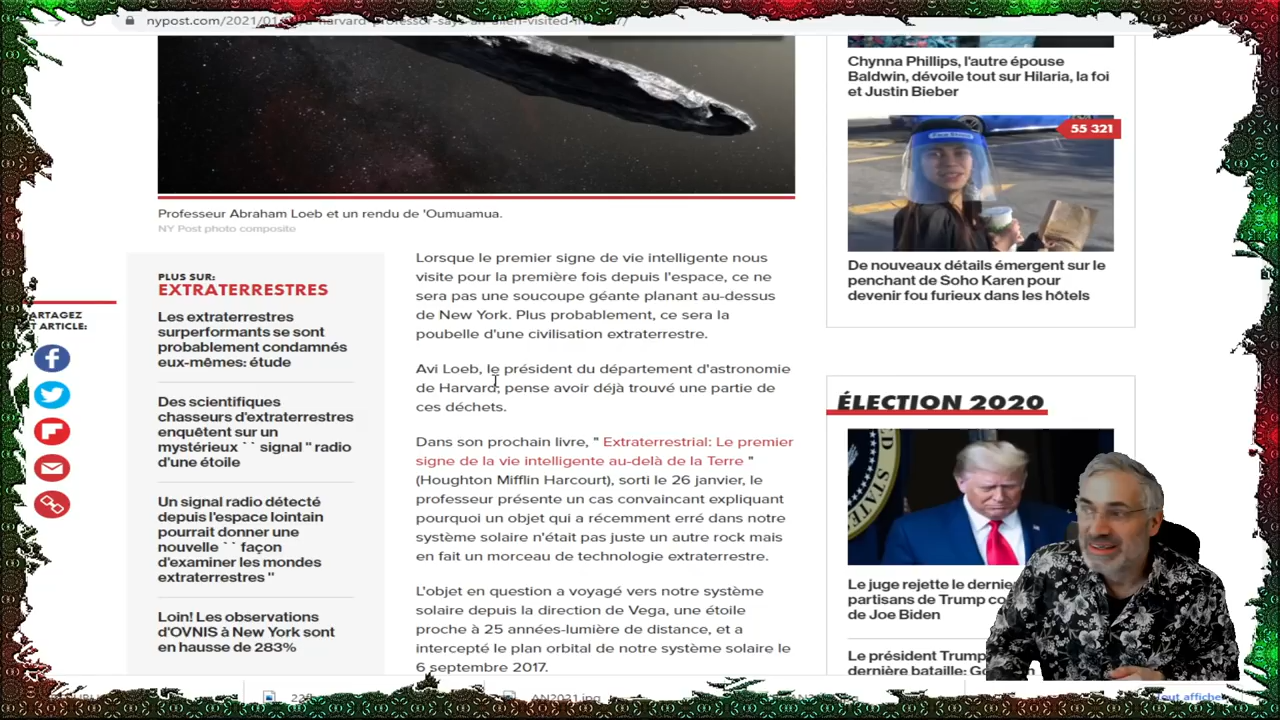 nypost.com/2021/01/
harvard-professor-says-an-alien-visited-in
Professeur Abraham Loeb et un rendu de 'Oumuamua.
NY Post photo composite
PLUS SUR:
EXTRATERRESTRES
Les extraterrestres
surperformants se sont
probablement condamnés
eux-mêmes: étude
Des scientifiques
chasseurs d'extraterrestres
enquêtent sur un
mystérieux ` ` signal " radio
d'une étoile
Un signal radio détecté
depuis l'espace lointain
pourrait donner une
nouvelle ` ` façon
d'examiner les mondes
extraterrestres "
Loin! Les observations
d'OVNIS à New York sont
en hausse de 283%
ARTAGEZ
ET ARTICLE:
Lorsque le premier signe de vie intelligente nous
visite pour la première fois depuis l'espace, ce ne
sera pas une soucoupe géante planant au-dessus
de New York. Plus probablement, ce sera la
poubelle d'une civilisation extraterrestre.
Avi Loeb, le président du département d'astronomie
de Harvard, pense avoir déjà trouvé une partie de
ces déchets.
Dans son prochain livre, " Extraterrestrial: Le premier
signe de la vie intelligente au-delà de la Terre "
(Houghton Mifflin Harcourt), sorti le 26 janvier, le
professeur présente un cas convaincant expliquant
pourquoi un objet qui a récemment erré dans notre
système solaire n'était pas juste un autre rock mais
en fait un morceau de technologie extraterrestre.
L'objet en question a voyagé vers notre système
solaire depuis la direction de Vega, une étoile
proche à 25 années-lumière de distance, et a
intercepté le plan orbital de notre système solaire le
6 septembre 2017.
Chynna Phillips, l'autre épouse
Baldwin, dévoile tout sur Hilaria, la foi
et Justin Bieber
55 321
De nouveaux détails émergent sur le
penchant de Soho Karen pour
devenir fou furieux dans les hôtels
ÉLECTION 2020
Le juge rejette le dernie
partisans de Trump co
de Joe Biden
Le président Trump
dernière bataille:
AN2021.jpg
tout affiche